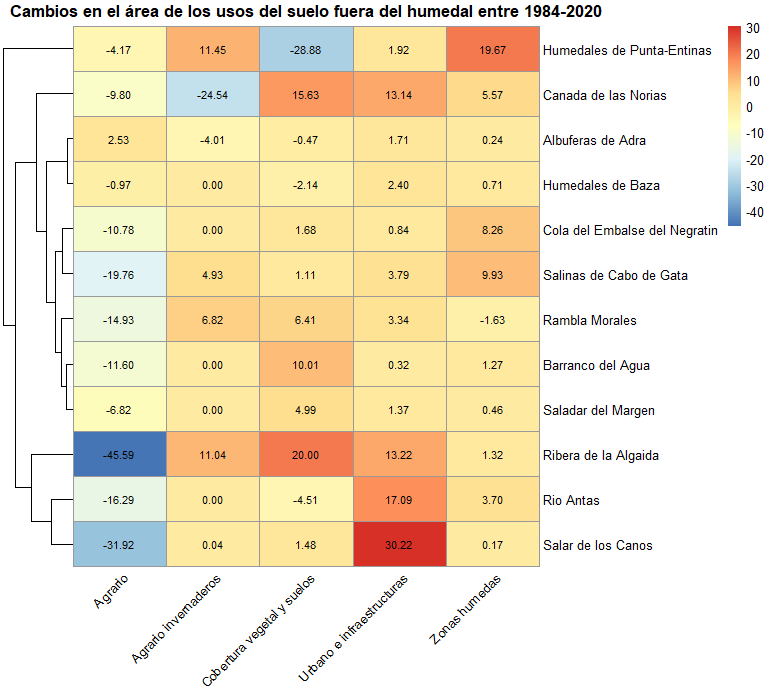 Cambios en el área de los usos del suelo fuera del humedal entre 1984-2020
-4.17 11.45 -28.88 1.92 19.67 Humedales de Punta-Entinas
-9.80 -24.54 15.63 13.14 5.57 Canada de las Norias
2.53 -4.01 -0.47 1.71 0.24 Albuferas de Adra
-0.97 0.00 -2.14 2.40 0.71 Humedales de Baza
-10.78 0.00 1.68 0.84 8.26 Cola del Embalse del Negratin
-19.76 4.93 1.11 3.79 9.93 Salinas de Cabo de Gata
-14.93 6.82 6.41 3.34 -1.63 Rambla Morales
-11.60 0.00 10.01 0.32 1.27 Barranco del Agua
-6.82 0.00 4.99 1.37 0.46 Saladar del Margen
-45.59 11.04 20.00 13.22 1.32 Ribera de la Algaida
-16.29 0.00 -4.51 17.09 3.70 Rio Antas
-31.92 0.04 1.48 30.22 0.17 Salar de los Canos
Agrario
Agrario invernaderos
Cobertura vegetal y suelos
Urbano e infraestructuras
Zonas humedas
30
20
10
0
-10
-20
-30
-40